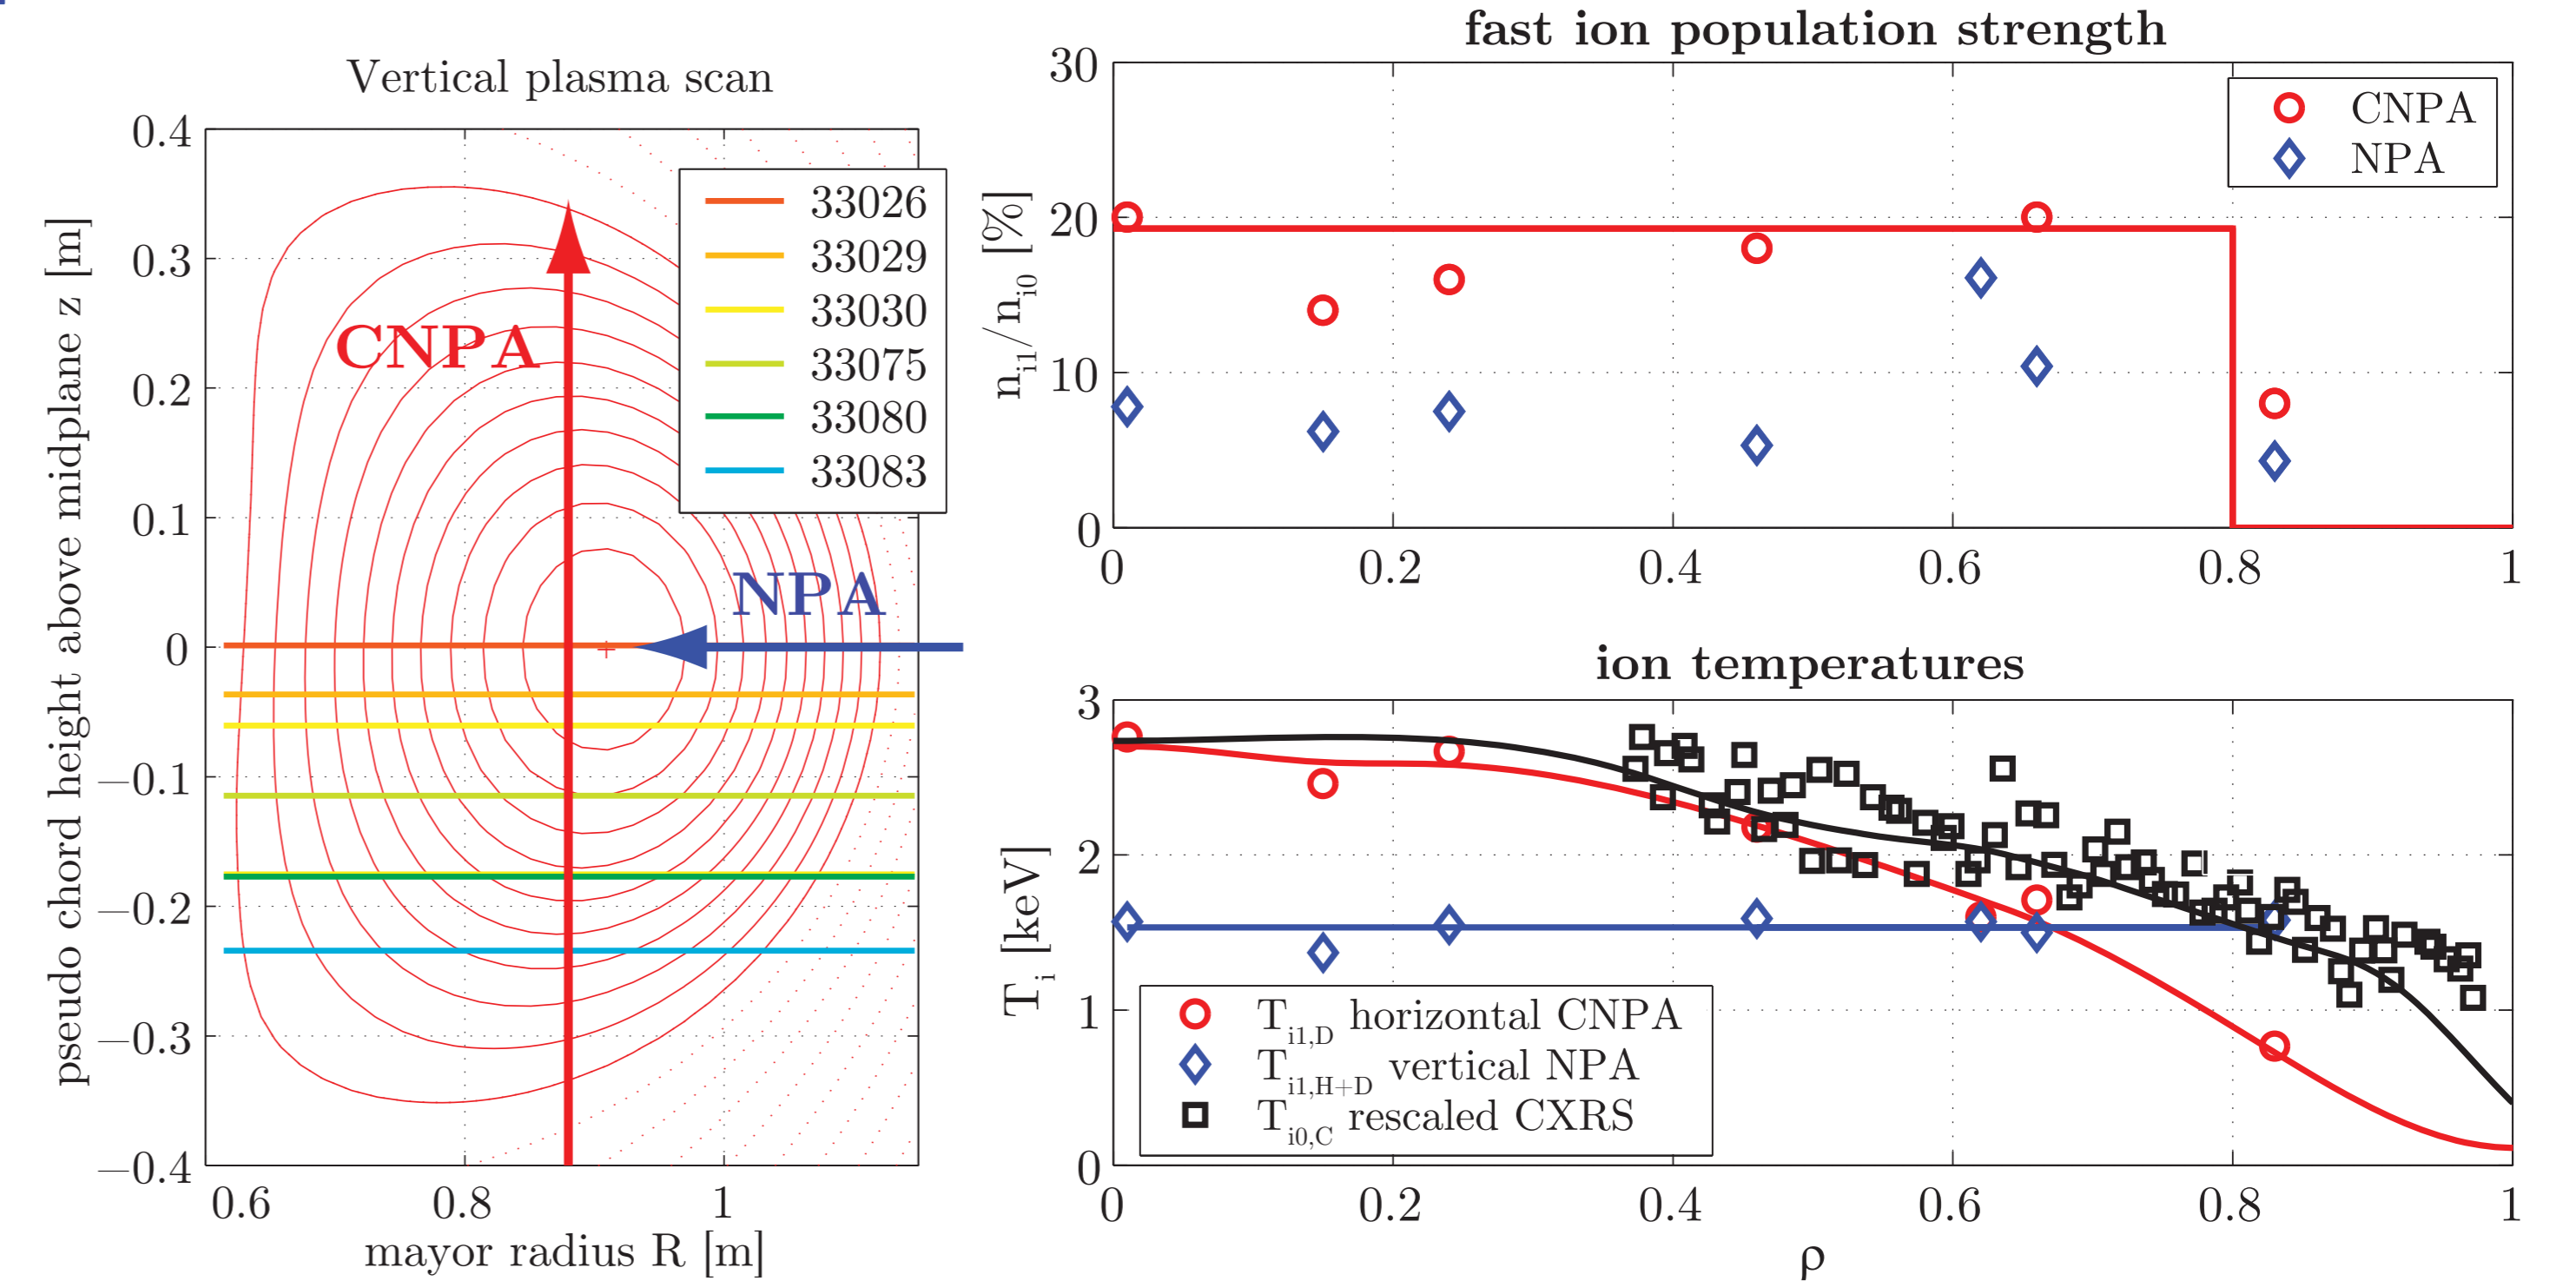 Vertical plasma scan
0.4
0.3
0.2
0.1
0
−0.1
−0.2
−0.3
−0.4
pseudo chord height above midplane z [m]
0.6 0.8 1
mayor radius R [m]
CNPA
NPA
33026
33029
33030
33075
33080
33083
fast ion population strength
30
20
10
0
n_i1/n_i0 [%]
0 0.2 0.4 0.6 0.8 1
CNPA
NPA
ion temperatures
3
2
1
0
T_i [keV]
0 0.2 0.4 0.6 0.8 1
ρ
T_i1,D horizontal CNPA
T_i1,H+D vertical NPA
T_i0,C rescaled CXRS